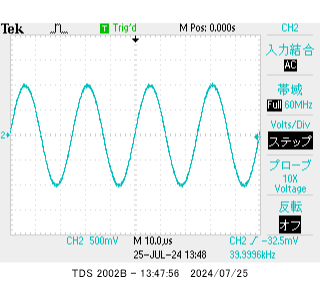 Tek Trig'd M Pos: 0.000s CH2
入力結合
AC
帯域
Full 60MHz
Volts/Div
ステップ
2
プローブ
10X
Voltage
反転
オフ
CH2 500mV M 10.0µs CH2 -32.5mV
25-JUL-24 13:48 39.9996kHz
TDS 2002B - 13:47:56 2024/07/25